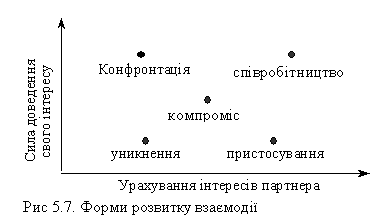 Сила доведення
свого інтересу
Конфронтація
співробітництво
компроміс
уникнення
пристосування
Урахування інтересів партнера
Рис 5.7. Форми розвитку взаємодії